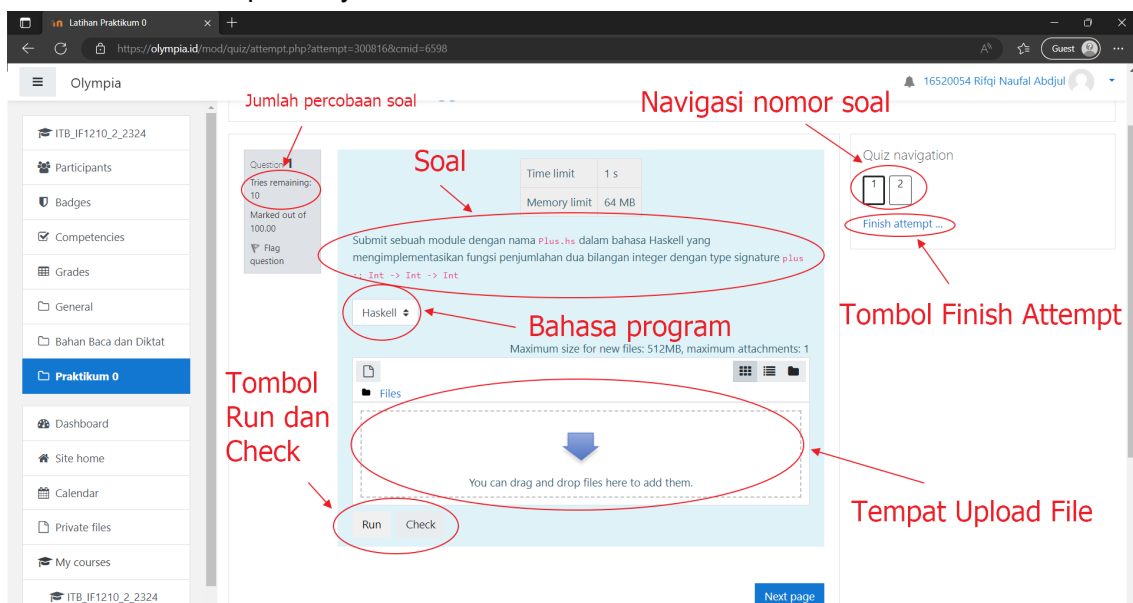 Latihan Praktikum 0
https://olympia.id/mod/quiz/attempt.php?attempt=300816&cmid=6598
Guest
Olympia
16520054 Rifqi Naufal Abdjul
Jumlah percobaan soal
Navigasi nomor soal
ITB_IF1210_2_2324
Participants
Badges
Competencies
Grades
General
Bahan Baca dan Diktat
Praktikum 0
Dashboard
Site home
Calendar
Private files
My courses
ITB_IF1210_2_2324
Question 1
Tries remaining:
10
Marked out of
100.00
Flag
question
Soal
Time limit 1 s
Memory limit 64 MB
Submit sebuah module dengan nama Plus.hs dalam bahasa Haskell yang
mengimplementasikan fungsi penjumlahan dua bilangan integer dengan type signature plus
:: Int -> Int -> Int
Haskell
Bahasa program
Maximum size for new files: 512MB, maximum attachments: 1
Files
You can drag and drop files here to add them.
Tombol
Run dan
Check
Run Check
Next page
Quiz navigation
1 2
Finish attempt ...
Tombol Finish Attempt
Tempat Upload File